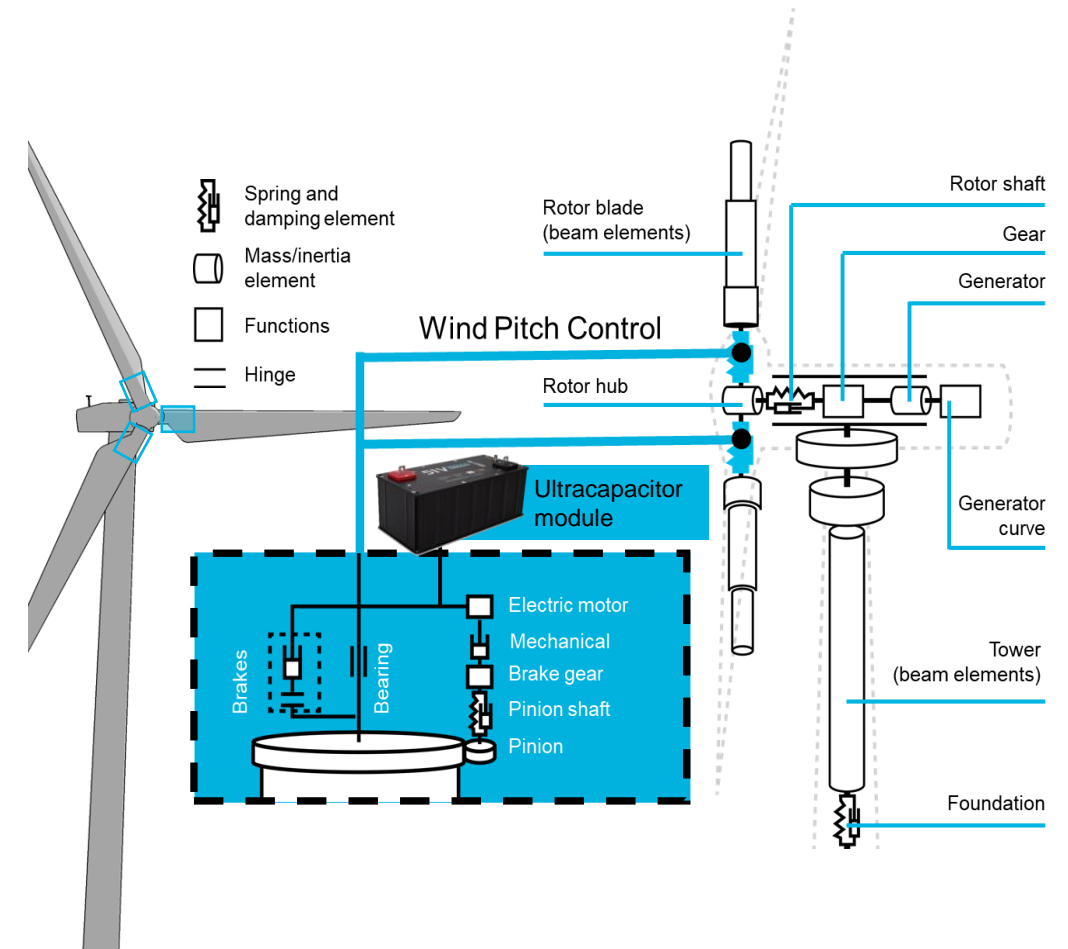 Spring and
damping element
Mass/inertia
element
Functions
Hinge
Rotor blade
(beam elements)
Wind Pitch Control
Rotor hub
Rotor shaft
Gear
Generator
Generator
curve
51V
Ultracapacitor
module
Electric motor
Mechanical
Brake gear
Pinion shaft
Pinion
Brakes
Bearing
Tower
(beam elements)
Foundation